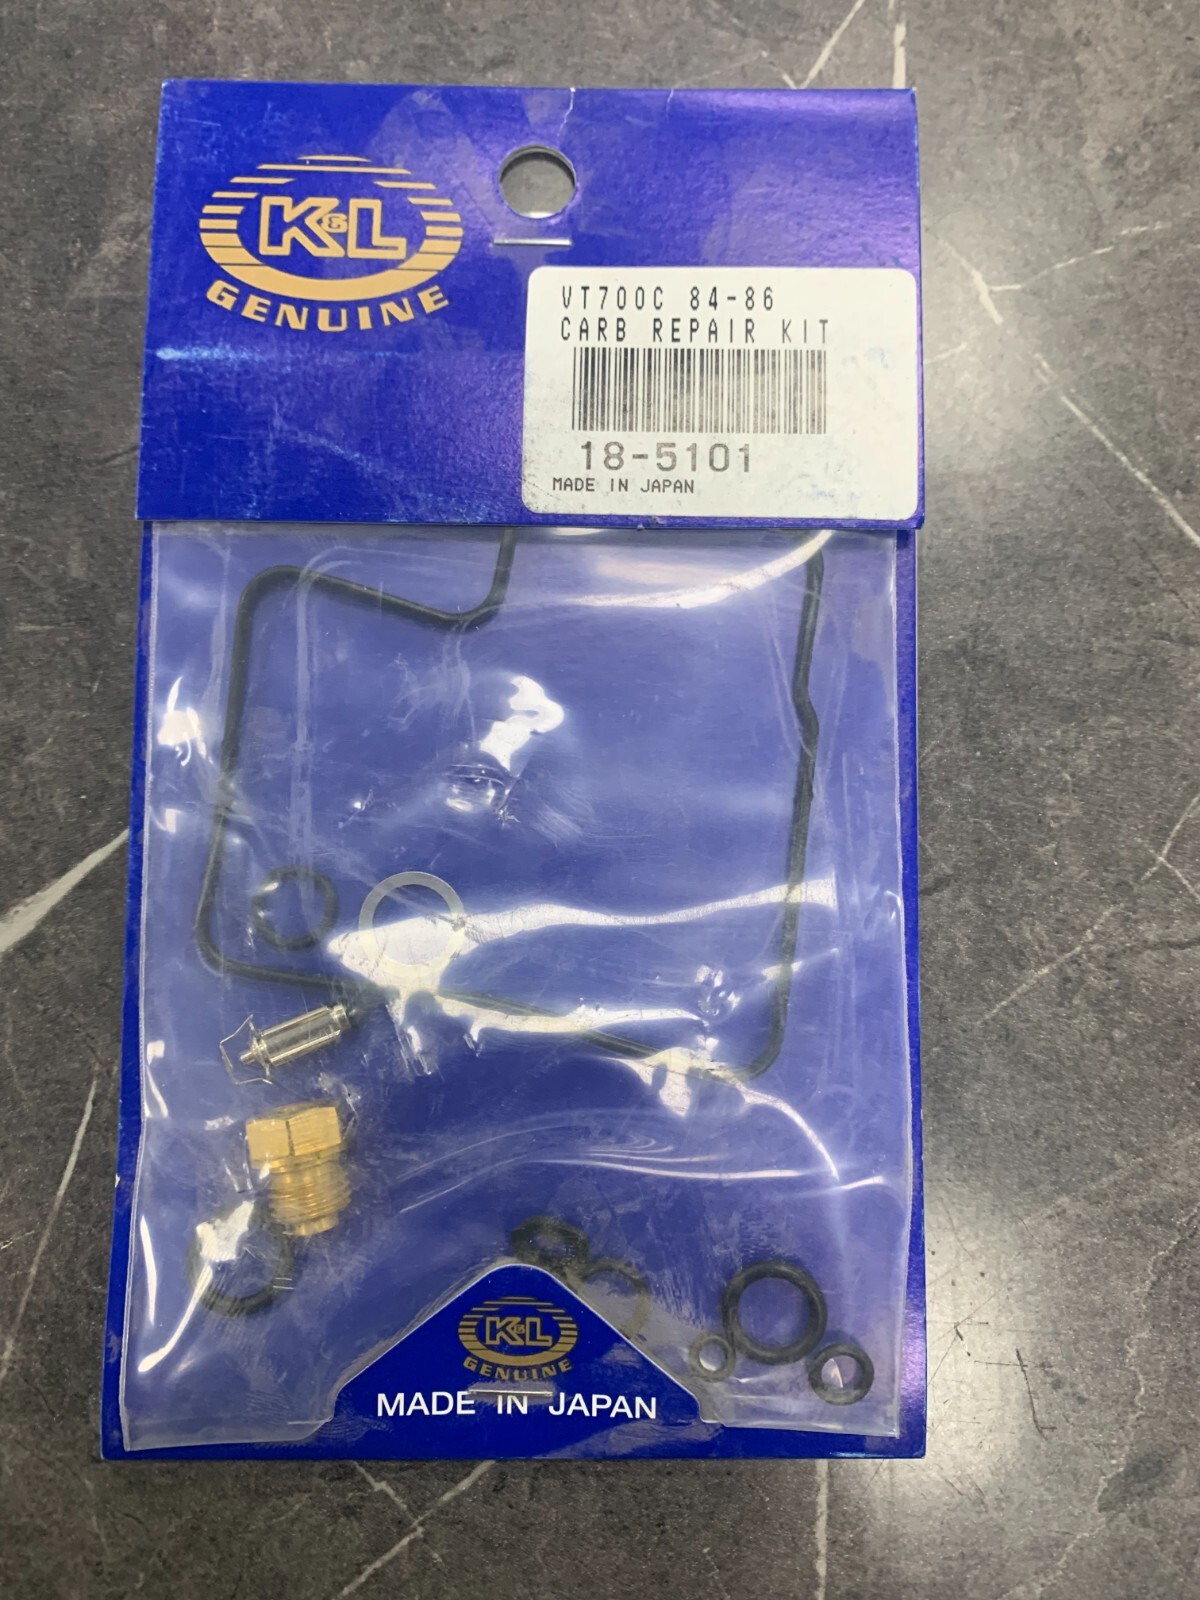 K&L
GENUINE
VT700C 84-86
CARB REPAIR KIT
18-5101
MADE IN JAPAN
K&L
GENUINE
MADE IN JAPAN